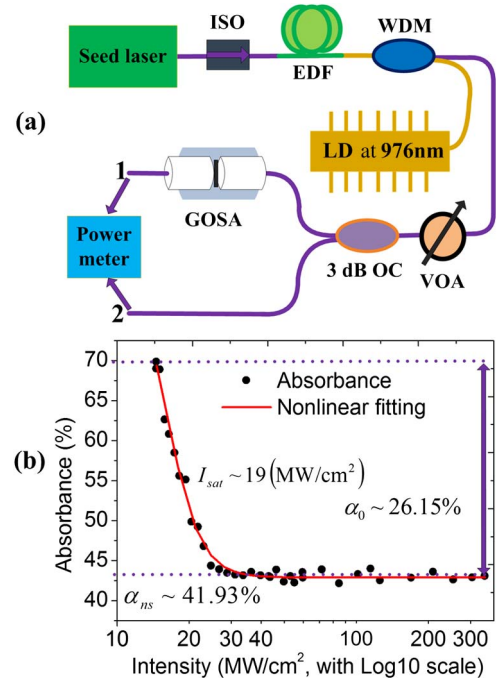 Seed laser
ISO
EDF
WDM
(a)
LD at 976nm
1
GOSA
Power
meter
3 dB OC
VOA
2
(b)
70
65
60
55
50
45
40
Absorbance (%)
Absorbance
Nonlinear fitting
I_sat ~ 19 (MW/cm²)
α₀ ~ 26.15%
α_ns ~ 41.93%
10 20 30 40 100 200 300
Intensity (MW/cm², with Log10 scale)